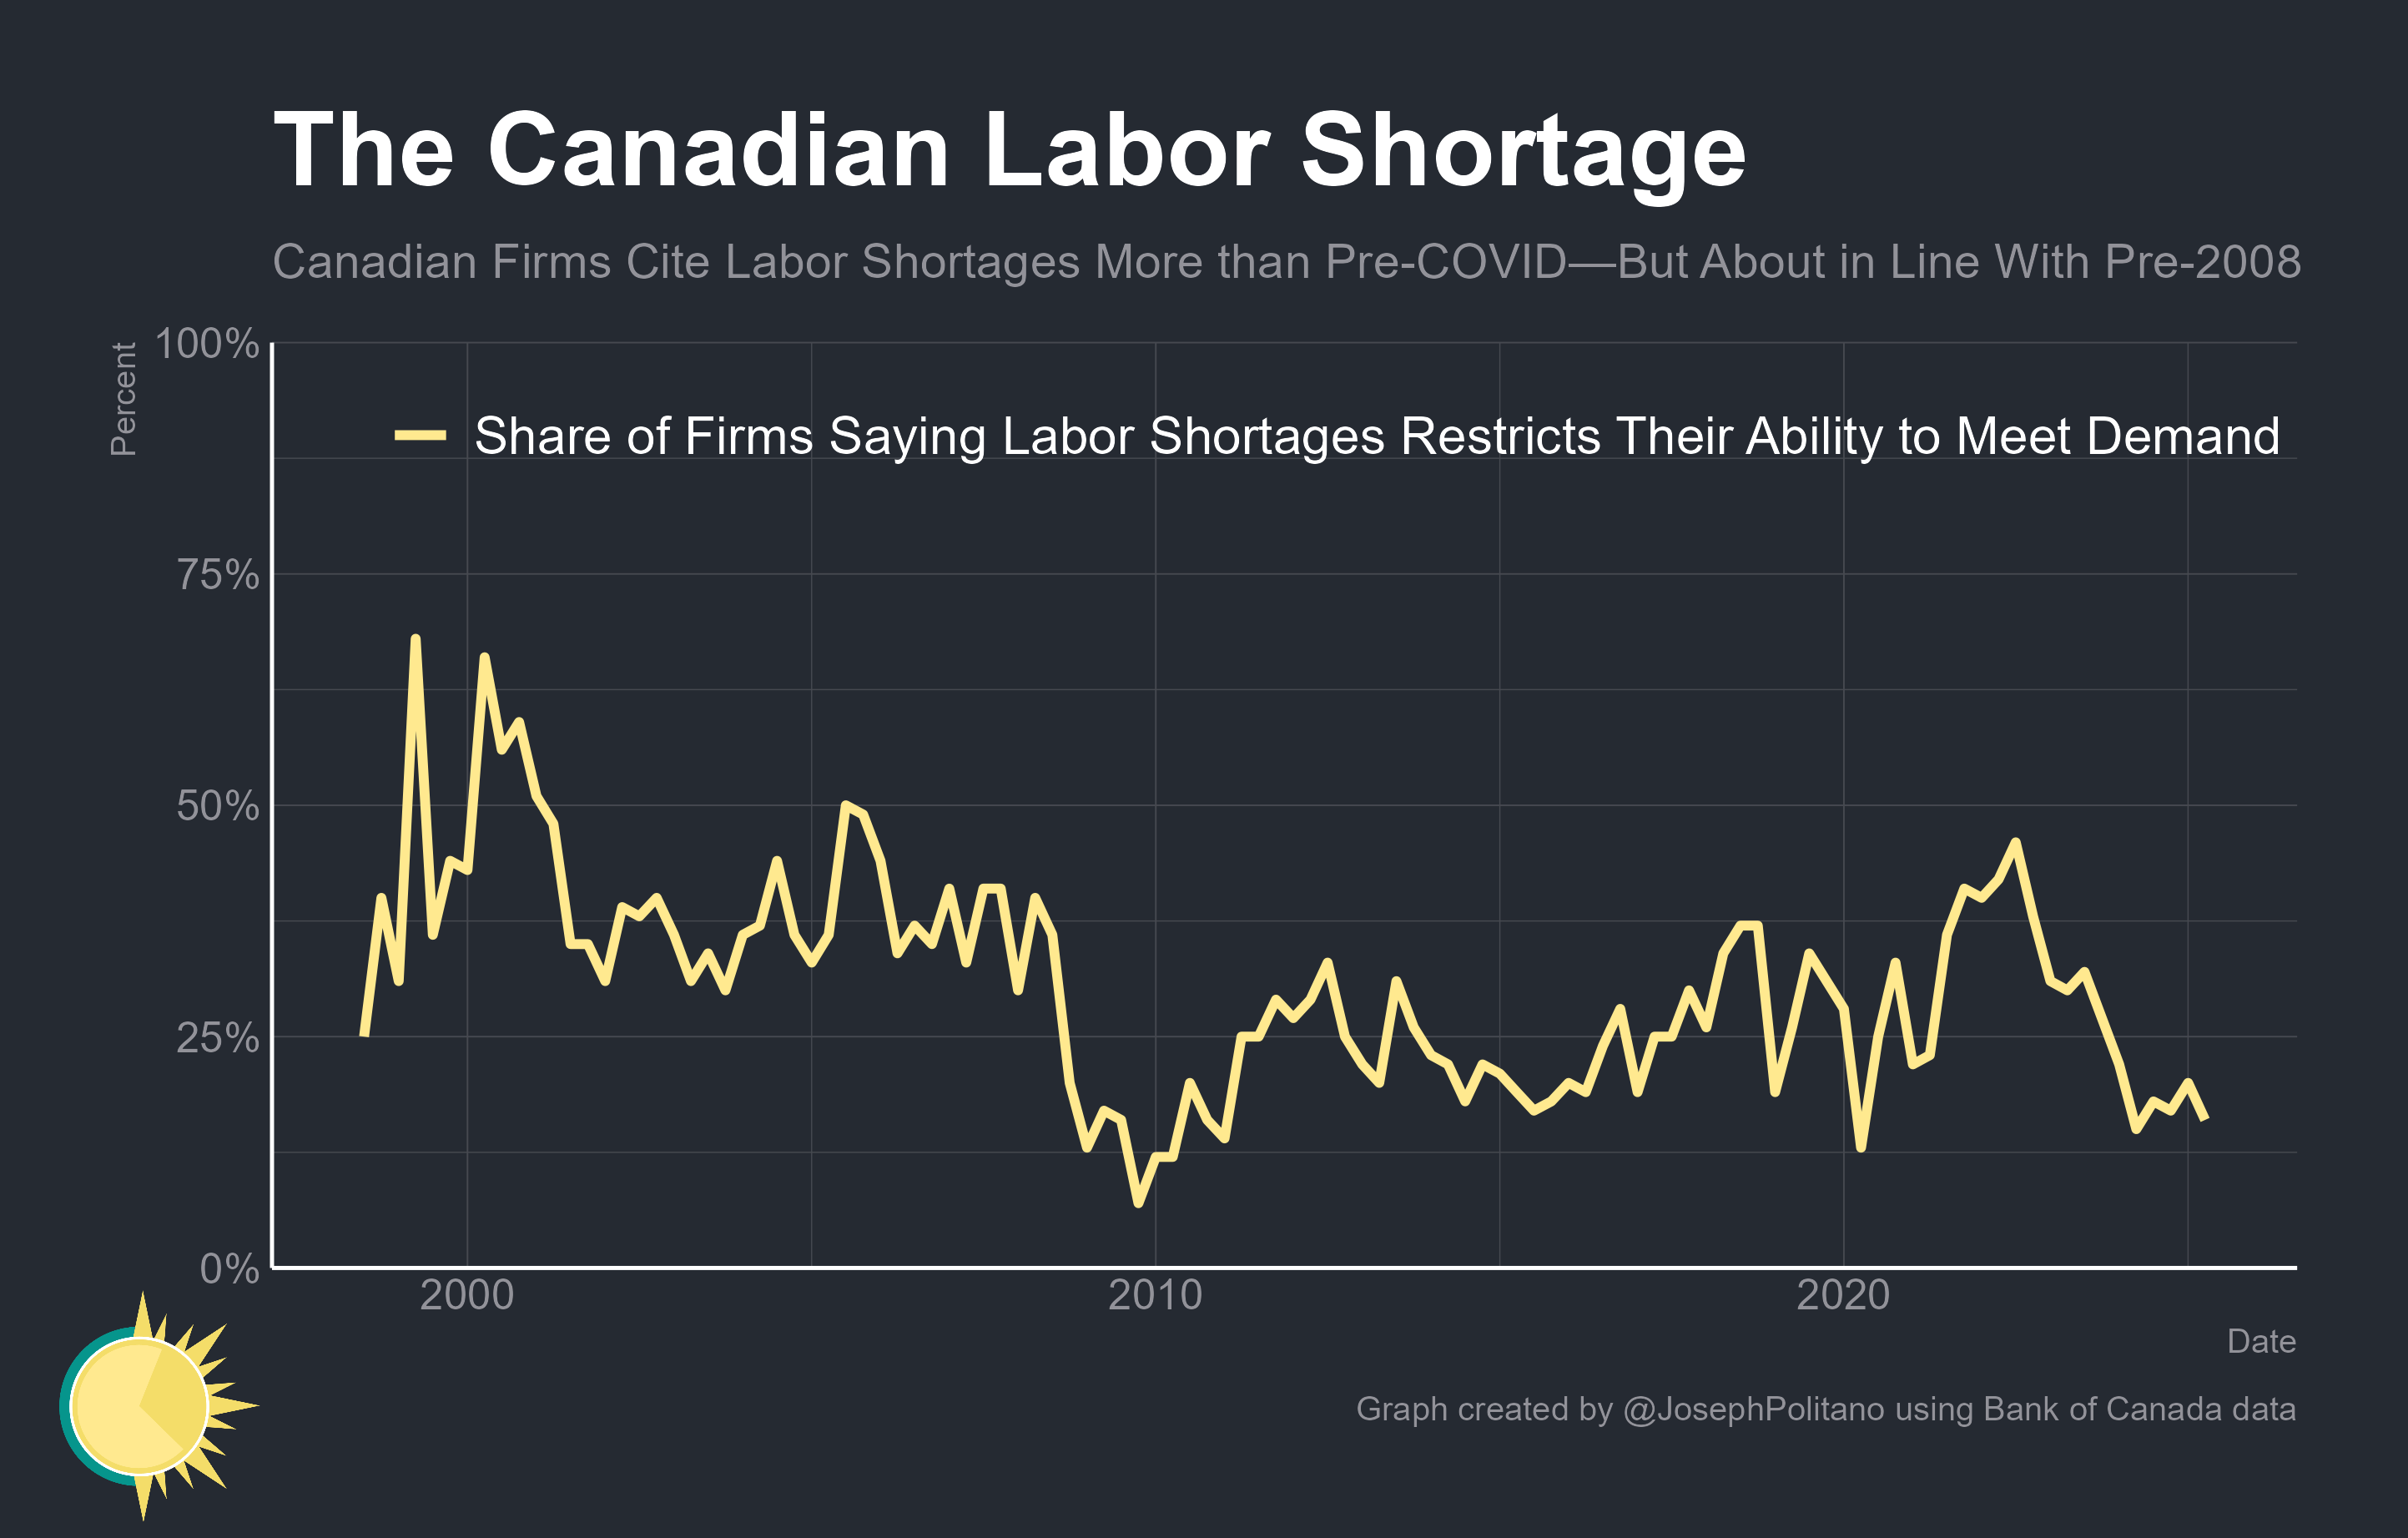 The Canadian Labor Shortage
Canadian Firms Cite Labor Shortages More than Pre-COVID—But About in Line With Pre-2008
Percent
100%
Share of Firms Saying Labor Shortages Restricts Their Ability to Meet Demand
75%
50%
25%
0%
2000
2010
2020
Date
Graph created by @JosephPolitano using Bank of Canada data